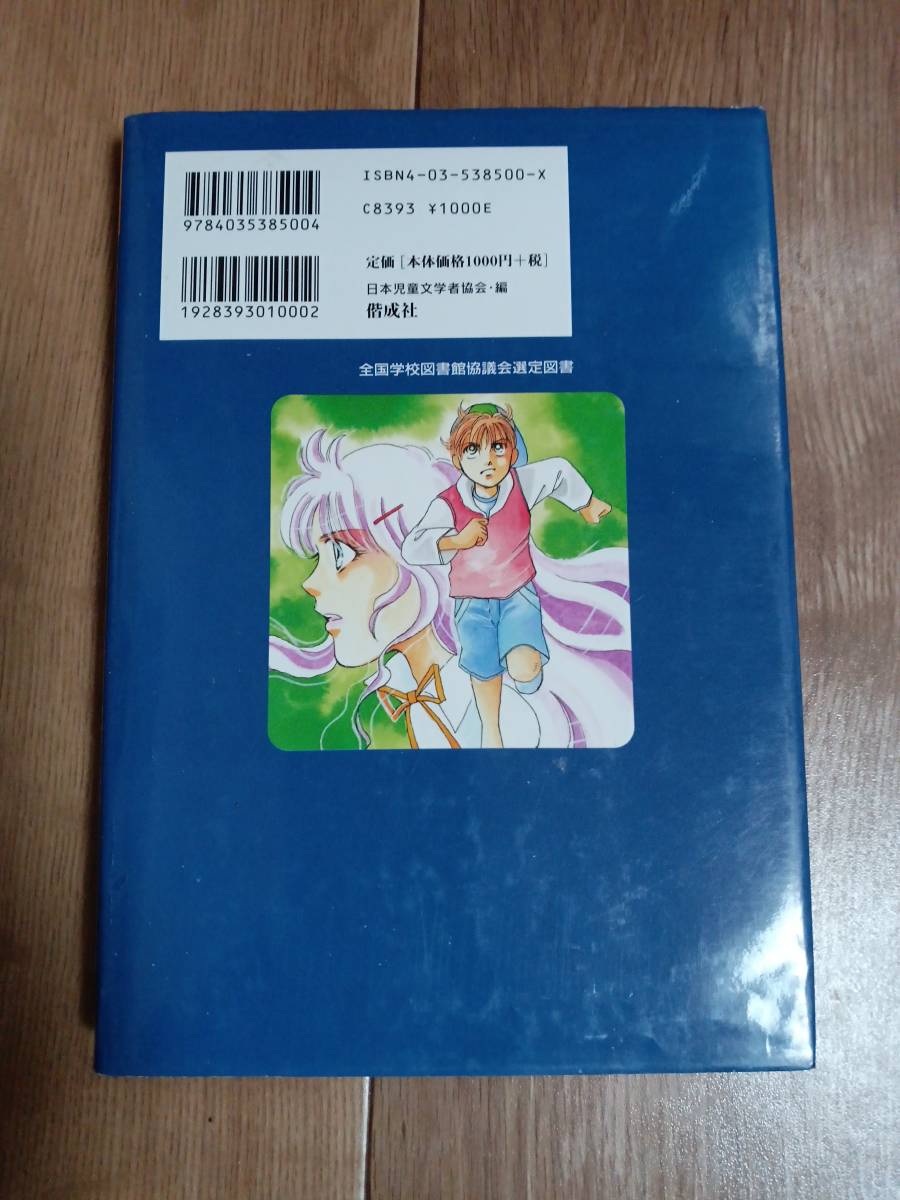 ISBN4-03-538500-X
9784035385004
C8393 ¥1000E
定価[本体価格1000円+税]
日本児童文学者協会・編
1928393010002
偕成社
全国学校図書館協議会選定図書